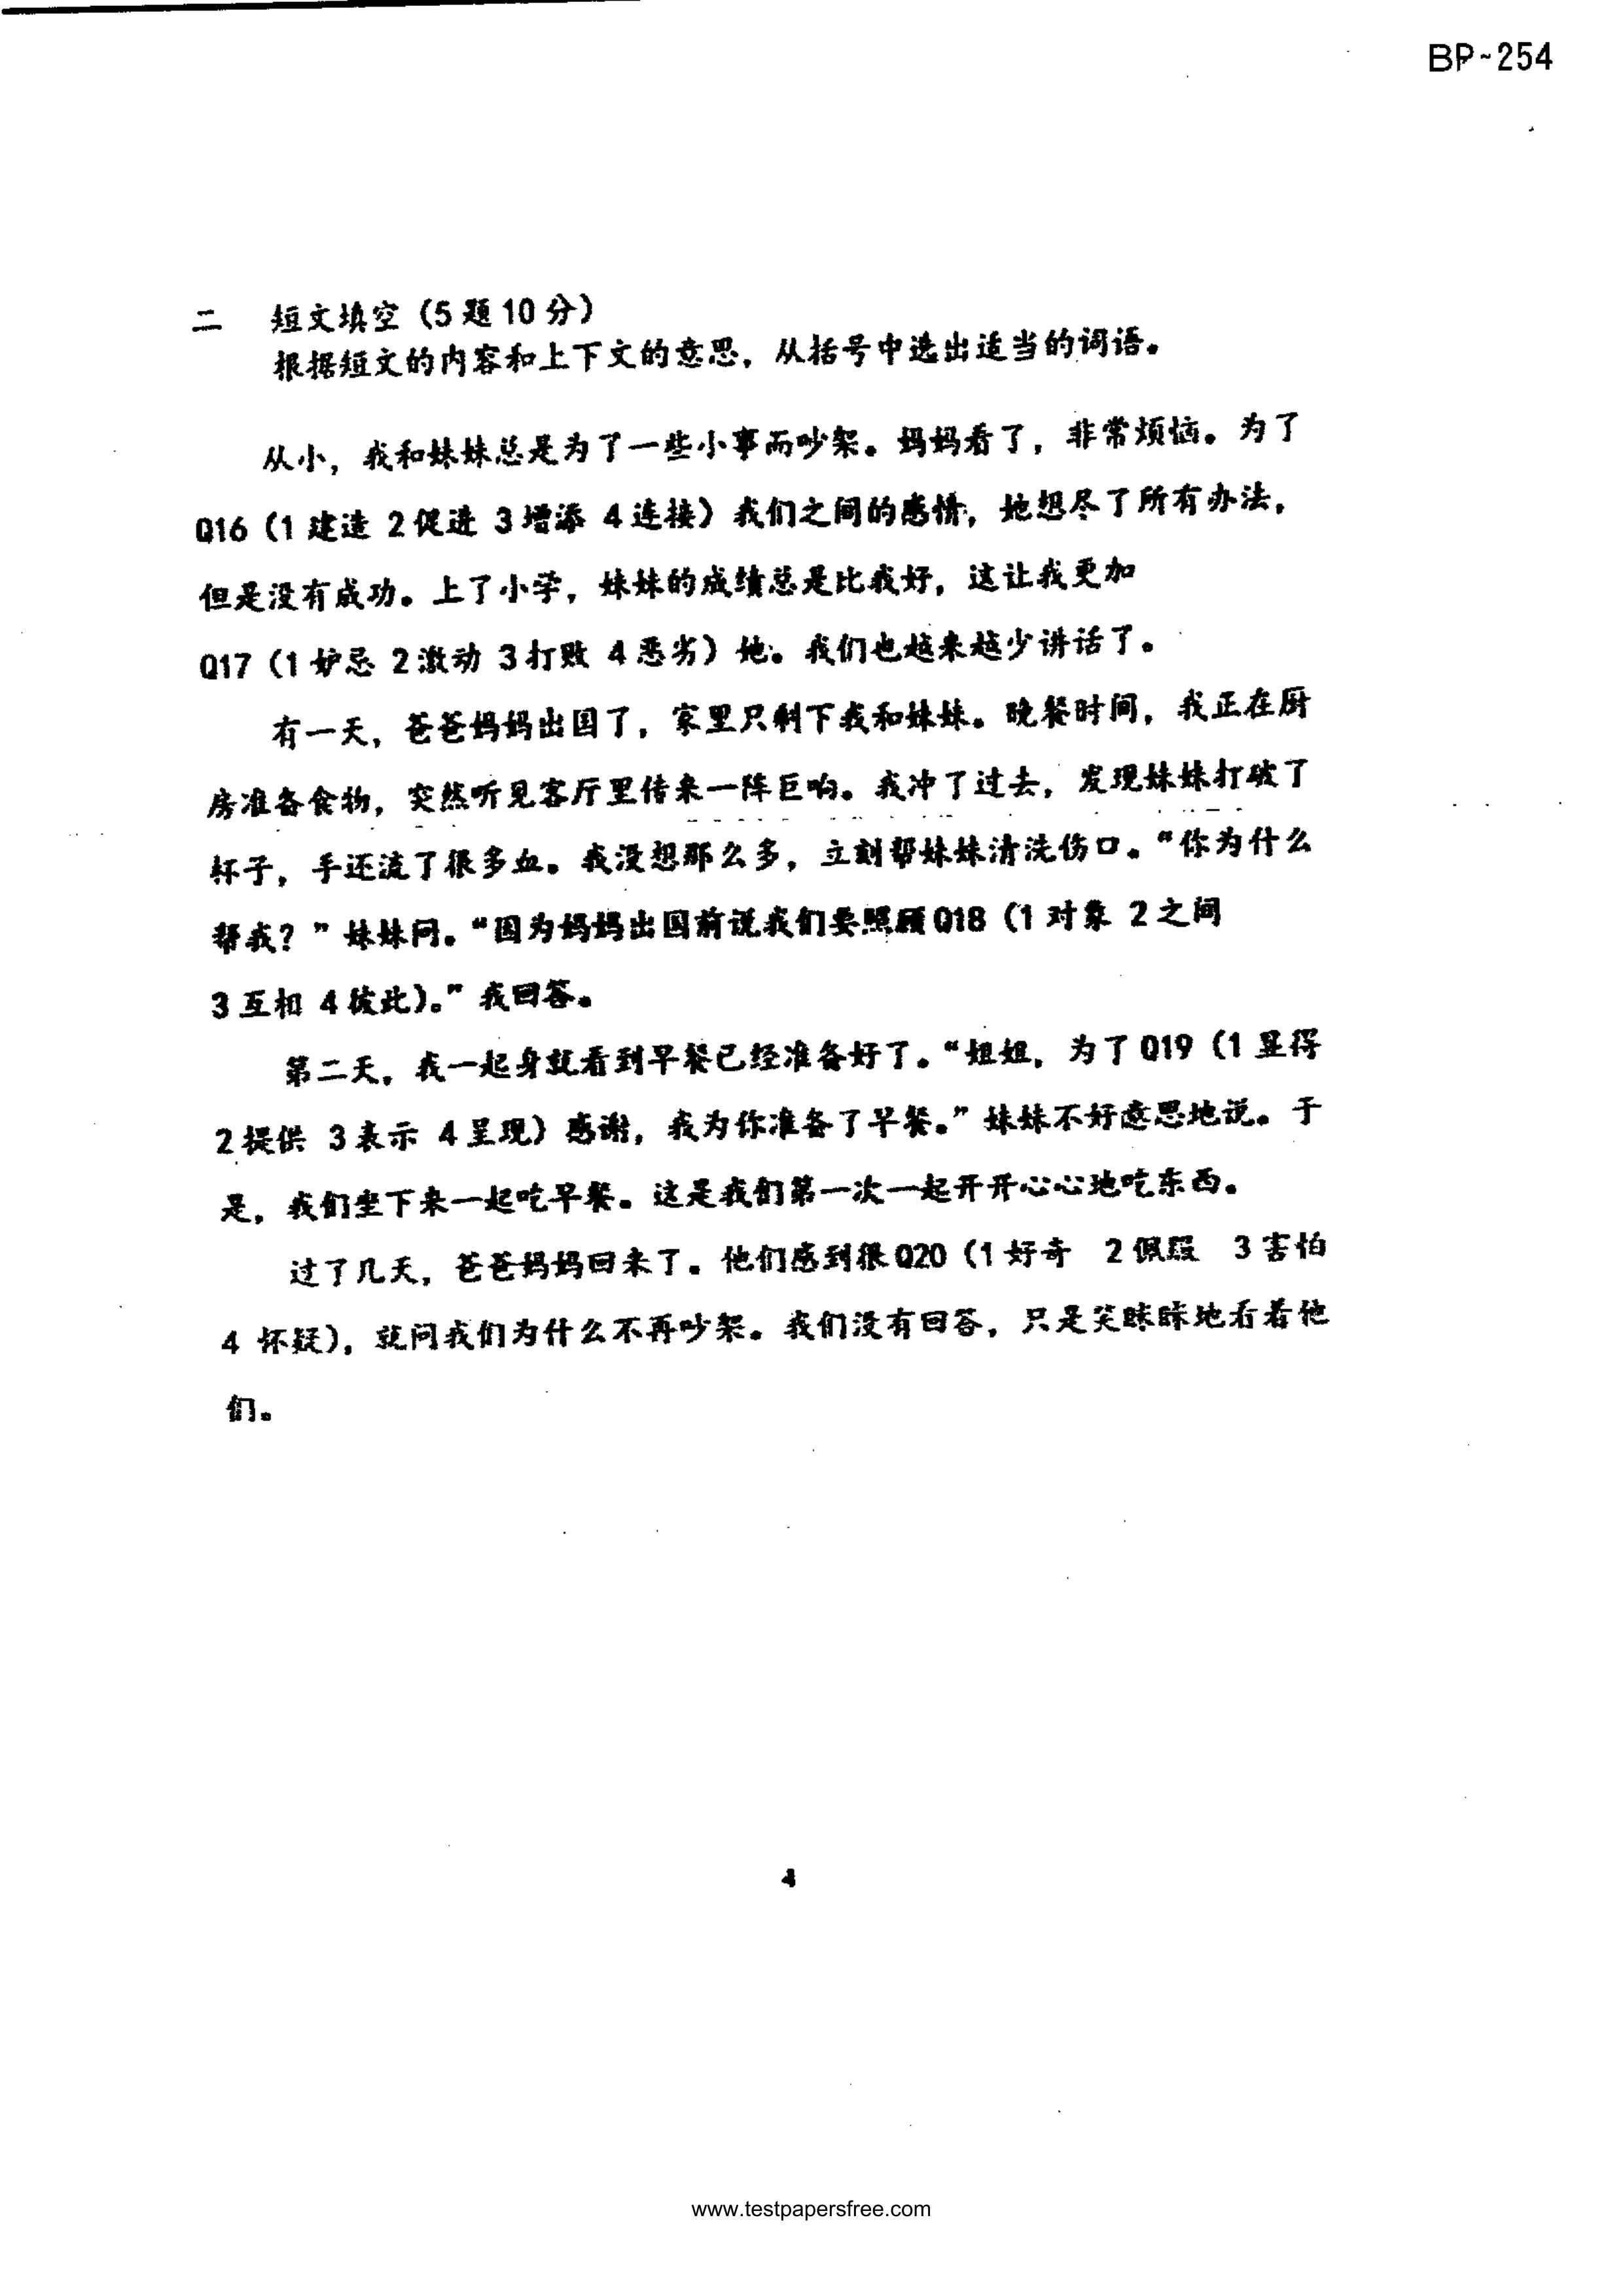 BP~254
二 短文填空（5题10分）
根据短文的内容和上下文的意思，从括号中选出适当的词语。
从小，我和妹妹总是为了一些小事而吵架。妈妈看了，非常烦恼。为了
Q16（1 建造 2 促进 3 增添 4 连接）我们之间的感情，她想尽了所有办法，
但是没有成功。上了小学，妹妹的成绩总是比我好，这让我更加
Q17（1 妒忌 2 激动 3 打败 4 恶劣）她。我们也越来越少讲话了。
有一天，爸爸妈妈出国了，家里只剩下我和妹妹。晚餐时间，我正在厨
房准备食物，突然听见客厅里传来一阵巨响。我冲了过去，发现妹妹打破了
杯子，手还流了很多血。我没想那么多，立刻帮妹妹清洗伤口。“你为什么
帮我？”妹妹问。“因为妈妈出国前说我们要照顾Q18（1 对象 2 之间
3 互相 4 彼此）。”我回答。
第二天，我一起身就看到早餐已经准备好了。“姐姐，为了Q19（1 显得
2 提供 3 表示 4 呈现）感谢，我为你准备了早餐。”妹妹不好意思地说。于
是，我们坐下来一起吃早餐。这是我们第一次一起开开心心地吃东西。
过了几天，爸爸妈妈回来了。他们感到很Q20（1 好奇 2 佩服 3 害怕
4 怀疑），就问我们为什么不再吵架。我们没有回答，只是笑眯眯地看着他
们。
4
www.testpapersfree.com